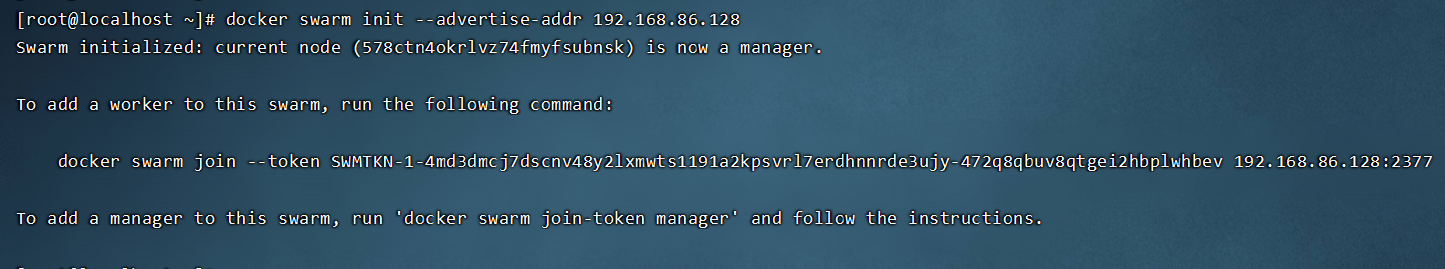 [root@localhost ~]# docker swarm init --advertise-addr 192.168.86.128
Swarm initialized: current node (578ctn4okrlvz74fmyfsubnsk) is now a manager.
To add a worker to this swarm, run the following command:
docker swarm join --token SWMTKN-1-4md3dmcj7dscnv48y2lxmwts1191a2kpsvrl7erdhnnrde3ujy-472q8qbuv8qtgei2hbplwhbev 192.168.86.128:2377
To add a manager to this swarm, run 'docker swarm join-token manager' and follow the instructions.